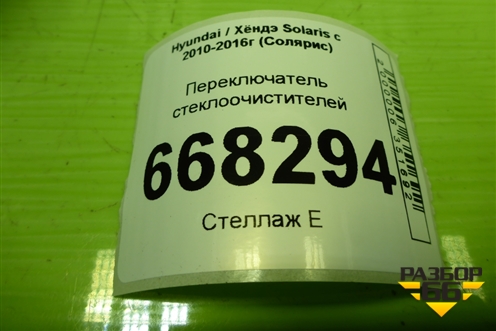 Hyundai / Хёндэ Solaris с
2010-2016г (Солярис)
Переключатель
стеклоочистителей
668294
Стеллаж Е
РАЗБОР
66